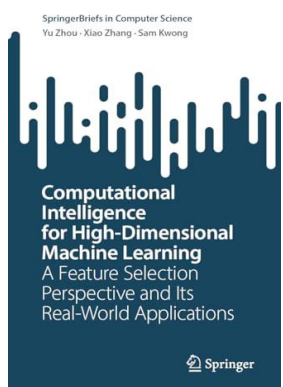 SpringerBriefs in Computer Science
Yu Zhou · Xiao Zhang · Sam Kwong
Computational
Intelligence
for High-Dimensional
Machine Learning
A Feature Selection
Perspective and Its
Real-World Applications
Springer